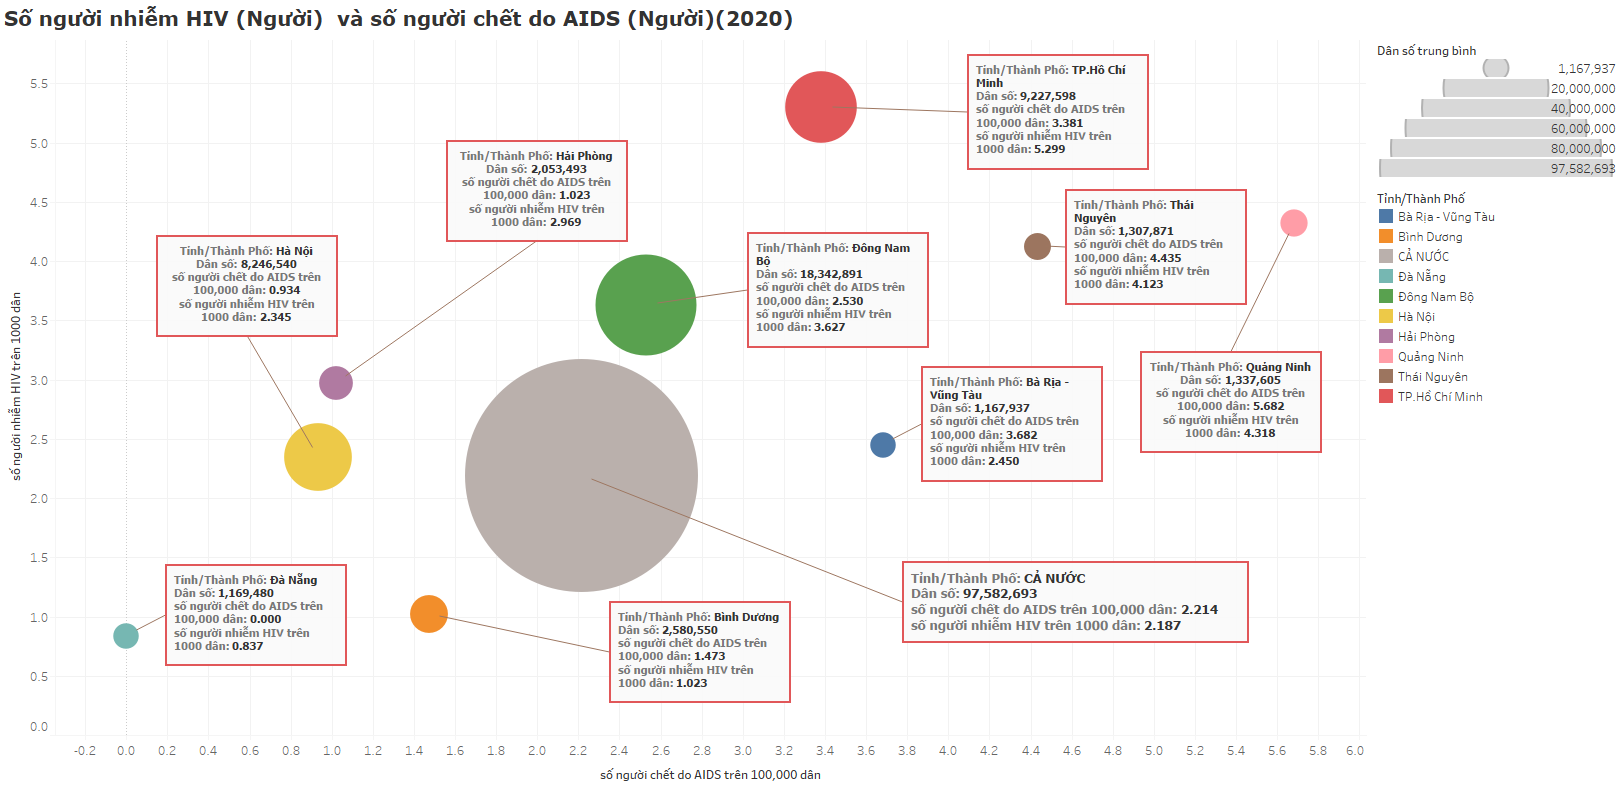 Số người nhiễm HIV (Người)  và số người chết do AIDS (Người)(2020)
số người nhiễm HIV trên 1000 dân
5.5
5.0
4.5
4.0
3.5
3.0
2.5
2.0
1.5
1.0
0.5
0.0
Tỉnh/Thành Phố: TP.Hồ Chí
Minh
Dân số: 9,227,598
số người chết do AIDS trên
100,000 dân: 3.381
số người nhiễm HIV trên
1000 dân: 5.299
Tỉnh/Thành Phố: Hải Phòng
Dân số: 2,053,493
số người chết do AIDS trên
100,000 dân: 1.023
số người nhiễm HIV trên
1000 dân: 2.969
Tỉnh/Thành Phố: Thái
Nguyên
Dân số: 1,307,871
số người chết do AIDS trên
100,000 dân: 4.435
số người nhiễm HIV trên
1000 dân: 4.123
Tỉnh/Thành Phố: Hà Nội
Dân số: 8,246,540
số người chết do AIDS trên
100,000 dân: 0.934
số người nhiễm HIV trên
1000 dân: 2.345
Tỉnh/Thành Phố: Đông Nam
Bộ
Dân số: 18,342,891
số người chết do AIDS trên
100,000 dân: 2.530
số người nhiễm HIV trên
1000 dân: 3.627
Tỉnh/Thành Phố: Quảng Ninh
Dân số: 1,337,605
số người chết do AIDS trên
100,000 dân: 5.682
số người nhiễm HIV trên
1000 dân: 4.318
Tỉnh/Thành Phố: Bà Rịa -
Vũng Tàu
Dân số: 1,167,937
số người chết do AIDS trên
100,000 dân: 3.682
số người nhiễm HIV trên
1000 dân: 2.450
Tỉnh/Thành Phố: CẢ NƯỚC
Dân số: 97,582,693
số người chết do AIDS trên 100,000 dân: 2.214
số người nhiễm HIV trên 1000 dân: 2.187
Tỉnh/Thành Phố: Đà Nẵng
Dân số: 1,169,480
số người chết do AIDS trên
100,000 dân: 0.000
số người nhiễm HIV trên
1000 dân: 0.837
Tỉnh/Thành Phố: Bình Dương
Dân số: 2,580,550
số người chết do AIDS trên
100,000 dân: 1.473
số người nhiễm HIV trên
1000 dân: 1.023
-0.2 0.0 0.2 0.4 0.6 0.8 1.0 1.2 1.4 1.6 1.8 2.0 2.2 2.4 2.6 2.8 3.0 3.2 3.4 3.6 3.8 4.0 4.2 4.4 4.6 4.8 5.0 5.2 5.4 5.6 5.8 6.0
số người chết do AIDS trên 100,000 dân
Dân số trung bình
1,167,937
20,000,000
40,000,000
60,000,000
80,000,000
97,582,693
Tỉnh/Thành Phố
Bà Rịa - Vũng Tàu
Bình Dương
CẢ NƯỚC
Đà Nẵng
Đông Nam Bộ
Hà Nội
Hải Phòng
Quảng Ninh
Thái Nguyên
TP.Hồ Chí Minh